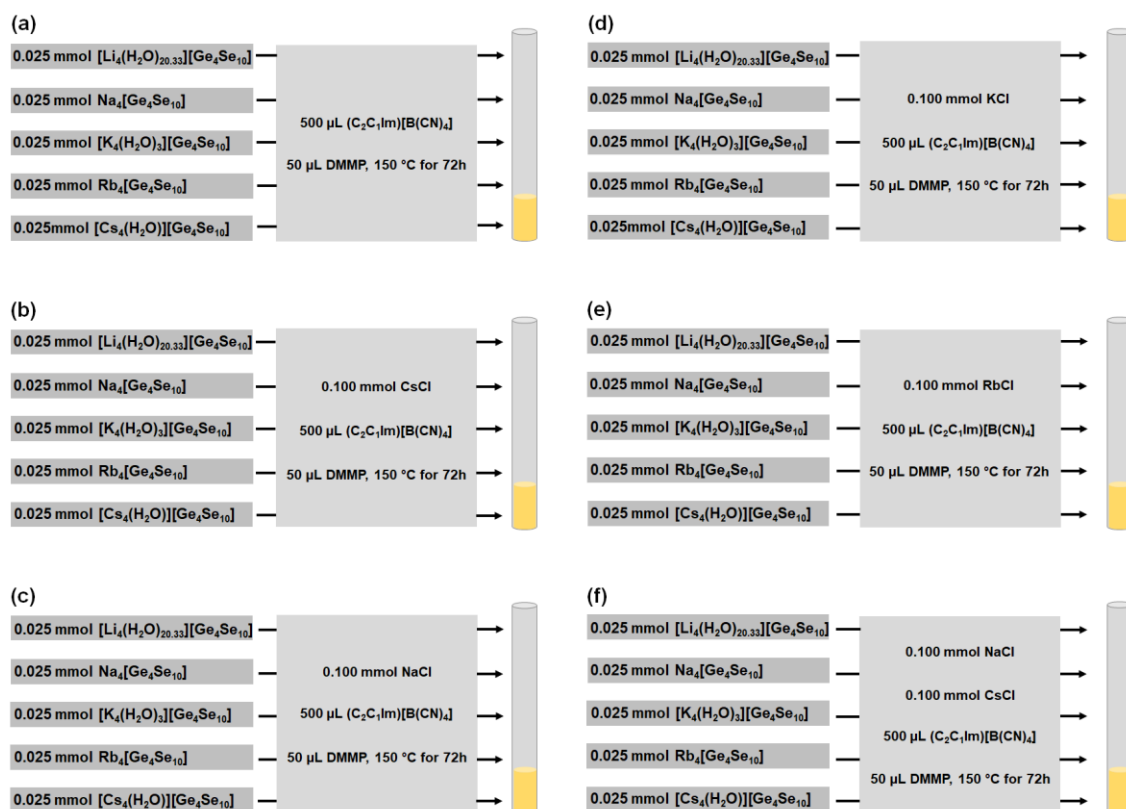 (a)
0.025 mmol [Li₄(H₂O)₂₀.₃₃][Ge₄Se₁₀]
0.025 mmol Na₄[Ge₄Se₁₀]
0.025 mmol [K₄(H₂O)₃][Ge₄Se₁₀]
0.025 mmol Rb₄[Ge₄Se₁₀]
0.025mmol [Cs₄(H₂O)][Ge₄Se₁₀]
500 µL (C₂C₁Im)[B(CN)₄]
50 µL DMMP, 150 °C for 72h
(b)
0.025 mmol [Li₄(H₂O)₂₀.₃₃][Ge₄Se₁₀]
0.025 mmol Na₄[Ge₄Se₁₀]
0.025 mmol [K₄(H₂O)₃][Ge₄Se₁₀]
0.025 mmol Rb₄[Ge₄Se₁₀]
0.025 mmol [Cs₄(H₂O)][Ge₄Se₁₀]
0.100 mmol CsCl
500 µL (C₂C₁Im)[B(CN)₄]
50 µL DMMP, 150 °C for 72h
(c)
0.025 mmol [Li₄(H₂O)₂₀.₃₃][Ge₄Se₁₀]
0.025 mmol Na₄[Ge₄Se₁₀]
0.025 mmol [K₄(H₂O)₃][Ge₄Se₁₀]
0.025 mmol Rb₄[Ge₄Se₁₀]
0.025 mmol [Cs₄(H₂O)][Ge₄Se₁₀]
0.100 mmol NaCl
500 µL (C₂C₁Im)[B(CN)₄]
50 µL DMMP, 150 °C for 72h
(d)
0.025 mmol [Li₄(H₂O)₂₀.₃₃][Ge₄Se₁₀]
0.025 mmol Na₄[Ge₄Se₁₀]
0.025 mmol [K₄(H₂O)₃][Ge₄Se₁₀]
0.025 mmol Rb₄[Ge₄Se₁₀]
0.025mmol [Cs₄(H₂O)][Ge₄Se₁₀]
0.100 mmol KCl
500 µL (C₂C₁Im)[B(CN)₄]
50 µL DMMP, 150 °C for 72h
(e)
0.025 mmol [Li₄(H₂O)₂₀.₃₃][Ge₄Se₁₀]
0.025 mmol Na₄[Ge₄Se₁₀]
0.025 mmol [K₄(H₂O)₃][Ge₄Se₁₀]
0.025 mmol Rb₄[Ge₄Se₁₀]
0.025 mmol [Cs₄(H₂O)][Ge₄Se₁₀]
0.100 mmol RbCl
500 µL (C₂C₁Im)[B(CN)₄]
50 µL DMMP, 150 °C for 72h
(f)
0.025 mmol [Li₄(H₂O)₂₀.₃₃][Ge₄Se₁₀]
0.025 mmol Na₄[Ge₄Se₁₀]
0.025 mmol [K₄(H₂O)₃][Ge₄Se₁₀]
0.025 mmol Rb₄[Ge₄Se₁₀]
0.025 mmol [Cs₄(H₂O)][Ge₄Se₁₀]
0.100 mmol NaCl
0.100 mmol CsCl
500 µL (C₂C₁Im)[B(CN)₄]
50 µL DMMP, 150 °C for 72h